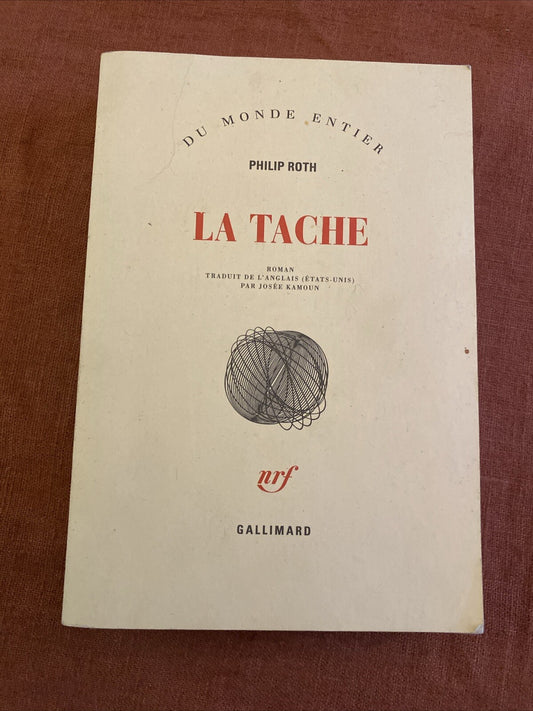 DU MONDE ENTIER
PHILIP ROTH
LA TACHE
ROMAN
TRADUIT DE L'ANGLAIS (ÉTATS-UNIS)
PAR JOSÉE KAMOUN
nrf
GALLIMARD